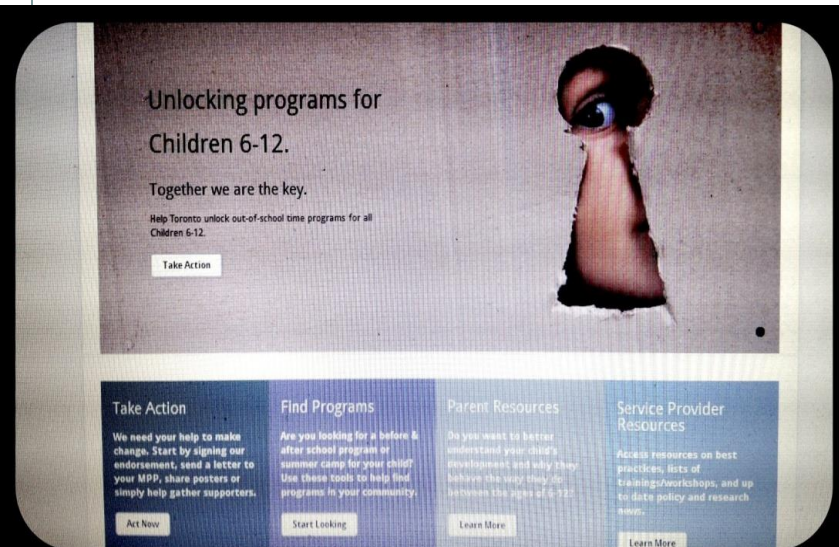 Unlocking programs for
Children 6-12.
Together we are the key.
Help Toronto unlock out-of-school time programs for all
Children 6-12.
Take Action
Take Action
We need your help to make
change. Start by signing our
endorsement, send a letter to
your MPP, share posters or
simply help gather supporters.
Act Now
Find Programs
Are you looking for a before &
after school program or
summer camp for your child?
Use these tools to help find
programs in your community.
Start Looking
Parent Resources
Do you want to better
understand your child's
development and why they
behave the way they do
between the ages of 6-12?
Learn More
Service Provider
Resources
Access resources on best
practices, lists of
trainings/workshops, and up
to date policy and research
news.
Learn More